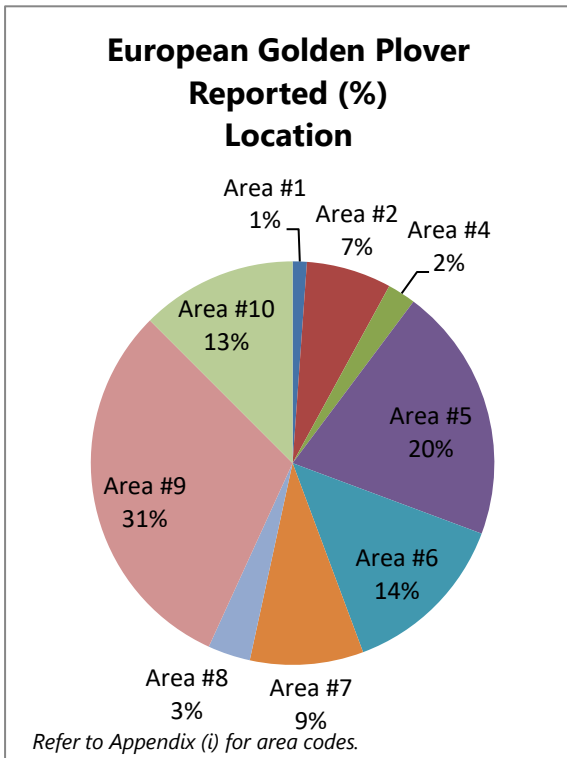 European Golden Plover
Reported (%)
Location
Area #1
1%
Area #2
7%
Area #4
2%
Area #5
20%
Area #6
14%
Area #7
9%
Area #8
3%
Area #9
31%
Area #10
13%
Refer to Appendix (i) for area codes.